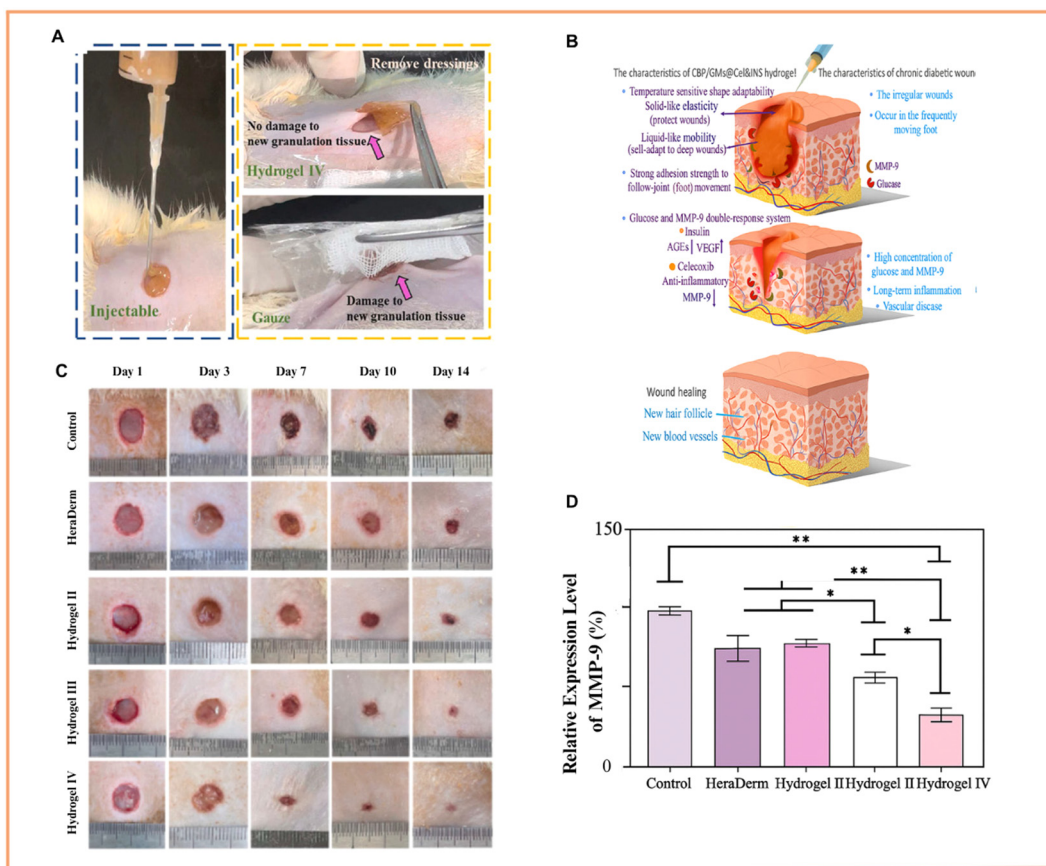 A
Remove dressings
No damage to
new granulation tissue
Hydrogel IV
Injectable
Damage to
new granulation tissue
Gauze
B
The characteristics of CBP/GMs@Cel&INS hydrogel
The characteristics of chronic diabetic wound
Temperature sensitive shape adaptability
Solid-like elasticity
(protect wounds)
Liquid-like mobility
(sell-adapt to deep wounds)
Strong adhesion strength to
follow-joint (foot) movement
The irregular wounds
Occur in the frequently
moving foot
MMP-9
Glucase
Glucose and MMP-9 double-response system
Insulin
AGEs↓ VEGF↑
Celecoxib
Anti-inflammatory
MMP-9↓
High concentration of
glucose and MMP-9
Long-term inflammation
Vascular disease
Wound healing
New hair follicle
New blood vessels
C
Day 1 Day 3 Day 7 Day 10 Day 14
Control
HeraDerm
Hydrogel II
Hydrogel III
Hydrogel IV
D
Relative Expression Level
of MMP-9 (%)
150
0
**
**
*
*
Control HeraDerm Hydrogel II Hydrogel II Hydrogel IV